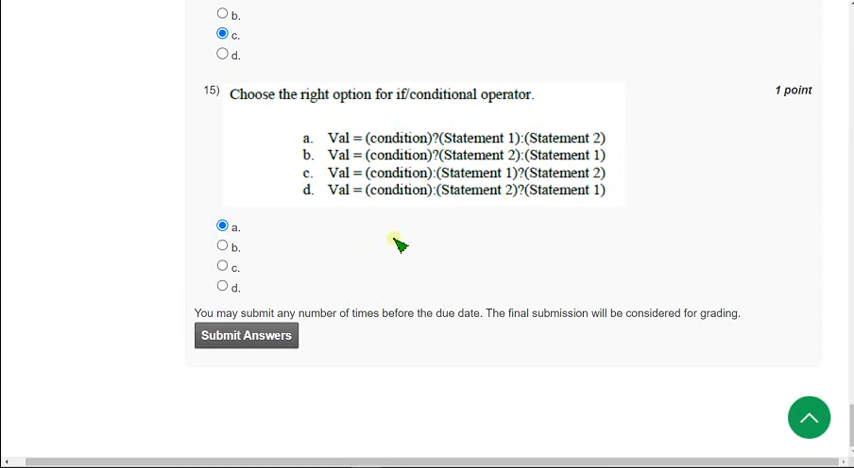 b.
c.
d.
15) Choose the right option for if/conditional operator. 1 point
a. Val = (condition)?(Statement 1):(Statement 2)
b. Val = (condition)?(Statement 2):(Statement 1)
c. Val = (condition):(Statement 1)?(Statement 2)
d. Val = (condition):(Statement 2)?(Statement 1)
a.
b.
c.
d.
You may submit any number of times before the due date. The final submission will be considered for grading.
Submit Answers